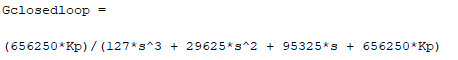 Gclosedloop =
(656250*Kp)/(127*s^3 + 29625*s^2 + 95325*s + 656250*Kp)